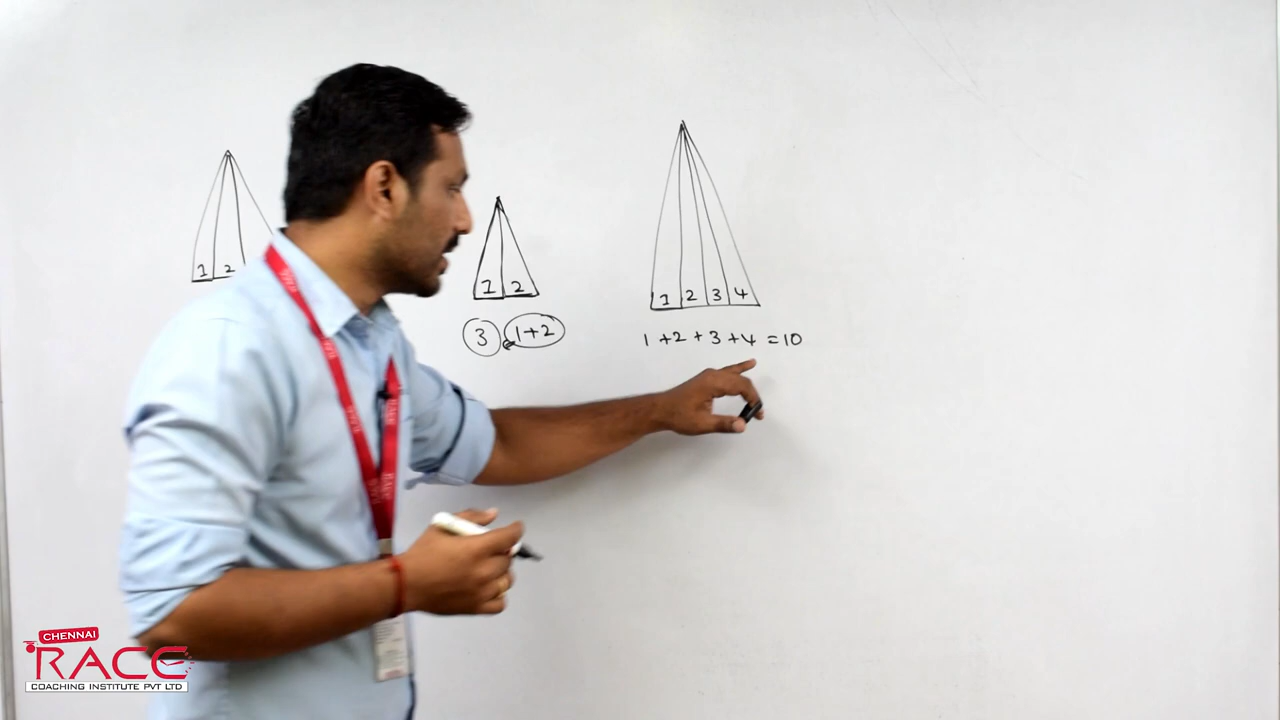 1 2
1 2
3 1+2
1 2 3 4
1+2+3+4=10
CHENNAI
RACE
COACHING INSTITUTE PVT LTD